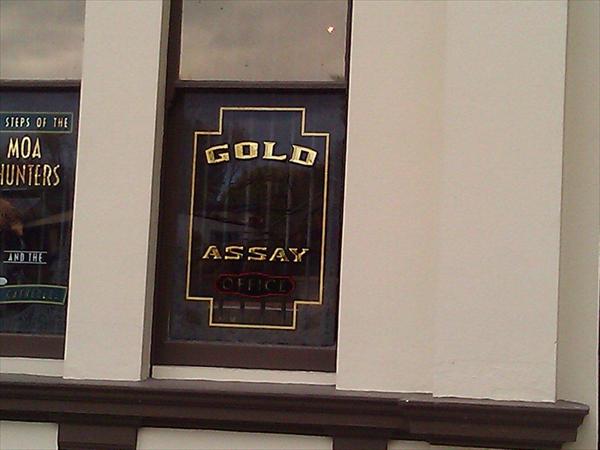 STEPS OF THE
MOA
HUNTERS
AND THE
GOLD
ASSAY
OFFICE